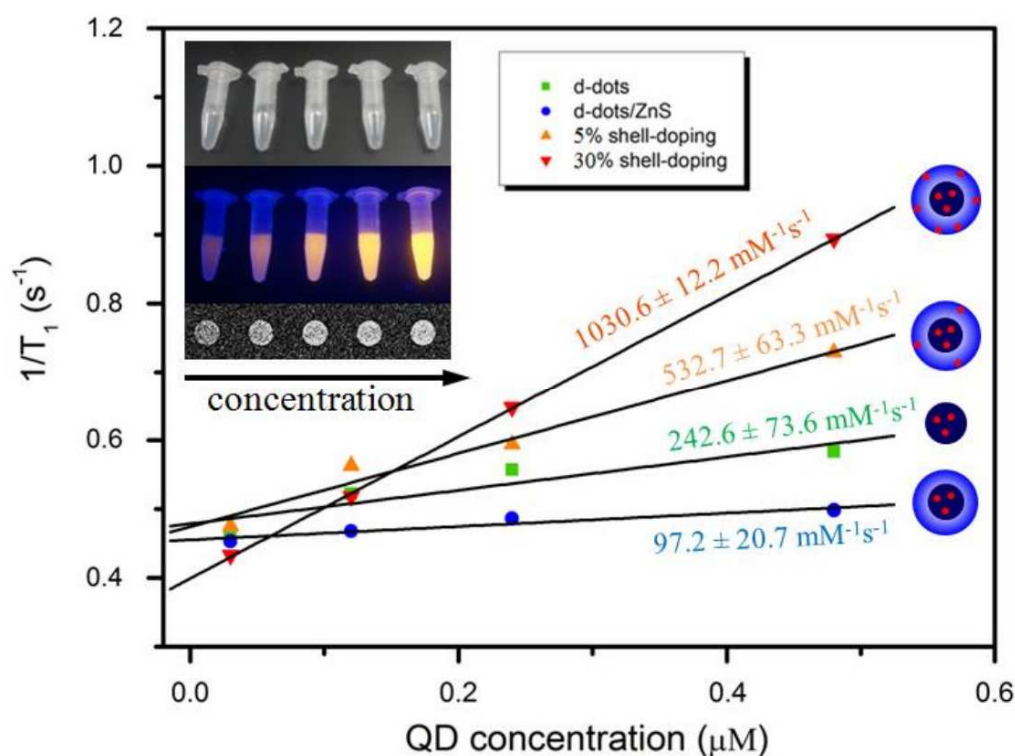 1.2
1.0
0.8
0.6
0.4
1/T₁ (s⁻¹)
d-dots
d-dots/ZnS
5% shell-doping
30% shell-doping
concentration
1030.6 ± 12.2 mM⁻¹s⁻¹
532.7 ± 63.3 mM⁻¹s⁻¹
242.6 ± 73.6 mM⁻¹s⁻¹
97.2 ± 20.7 mM⁻¹s⁻¹
0.0 0.2 0.4 0.6
QD concentration (μM)